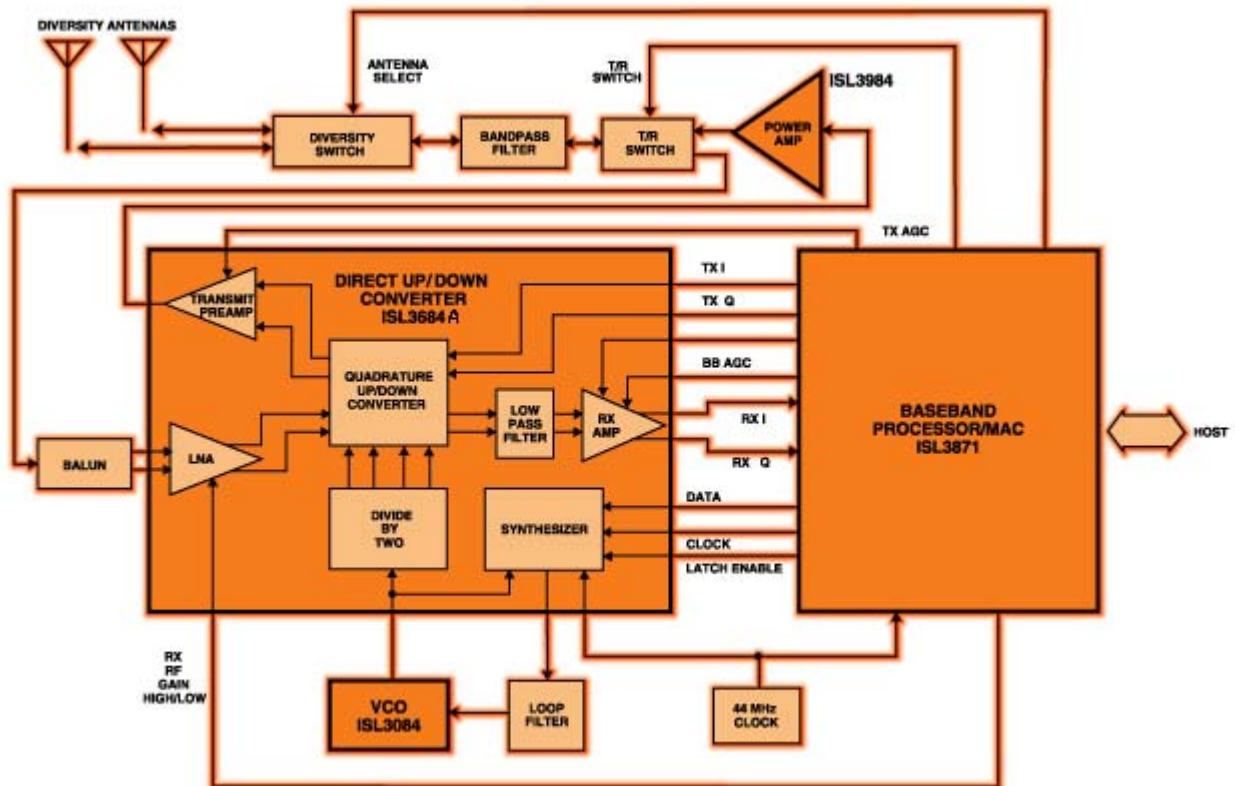 DIVERSITY ANTENNAS
ANTENNA
SELECT
T/R
SWITCH
ISL3984
DIVERSITY
SWITCH
BANDPASS
FILTER
T/R
SWITCH
POWER
AMP
TX AGC
DIRECT UP/DOWN
CONVERTER
ISL3684A
TRANSMIT
PREAMP
TX I
TX Q
QUADRATURE
UP/DOWN
CONVERTER
LOW
PASS
FILTER
RX
AMP
BB AGC
RX I
RX Q
BASEBAND
PROCESSOR/MAC
ISL3871
HOST
BALUN
LNA
DIVIDE
BY
TWO
SYNTHESIZER
DATA
CLOCK
LATCH ENABLE
RX
RF
GAIN
HIGH/LOW
VCO
ISL3084
LOOP
FILTER
44 MHz
CLOCK